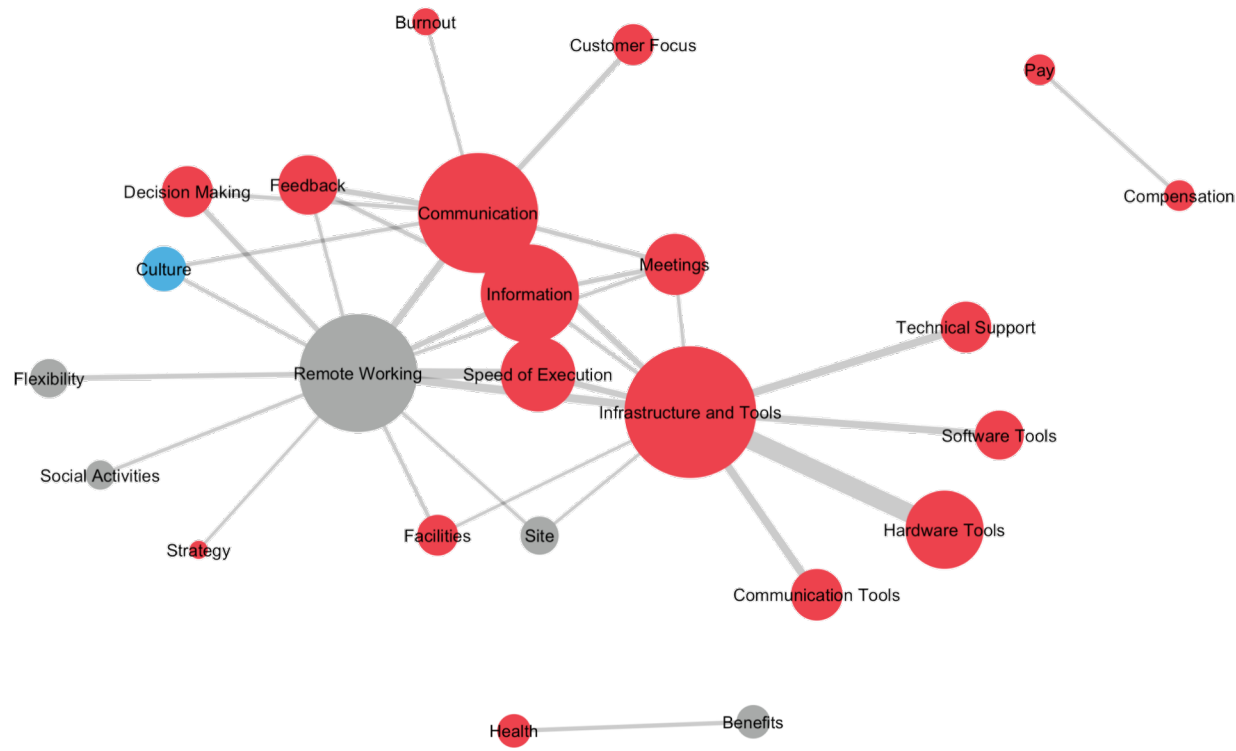 Burnout
Customer Focus
Pay
Decision Making
Feedback
Compensation
Communication
Culture
Meetings
Information
Technical Support
Flexibility
Remote Working
Speed of Execution
Infrastructure and Tools
Software Tools
Social Activities
Strategy
Facilities
Site
Hardware Tools
Communication Tools
Health
Benefits